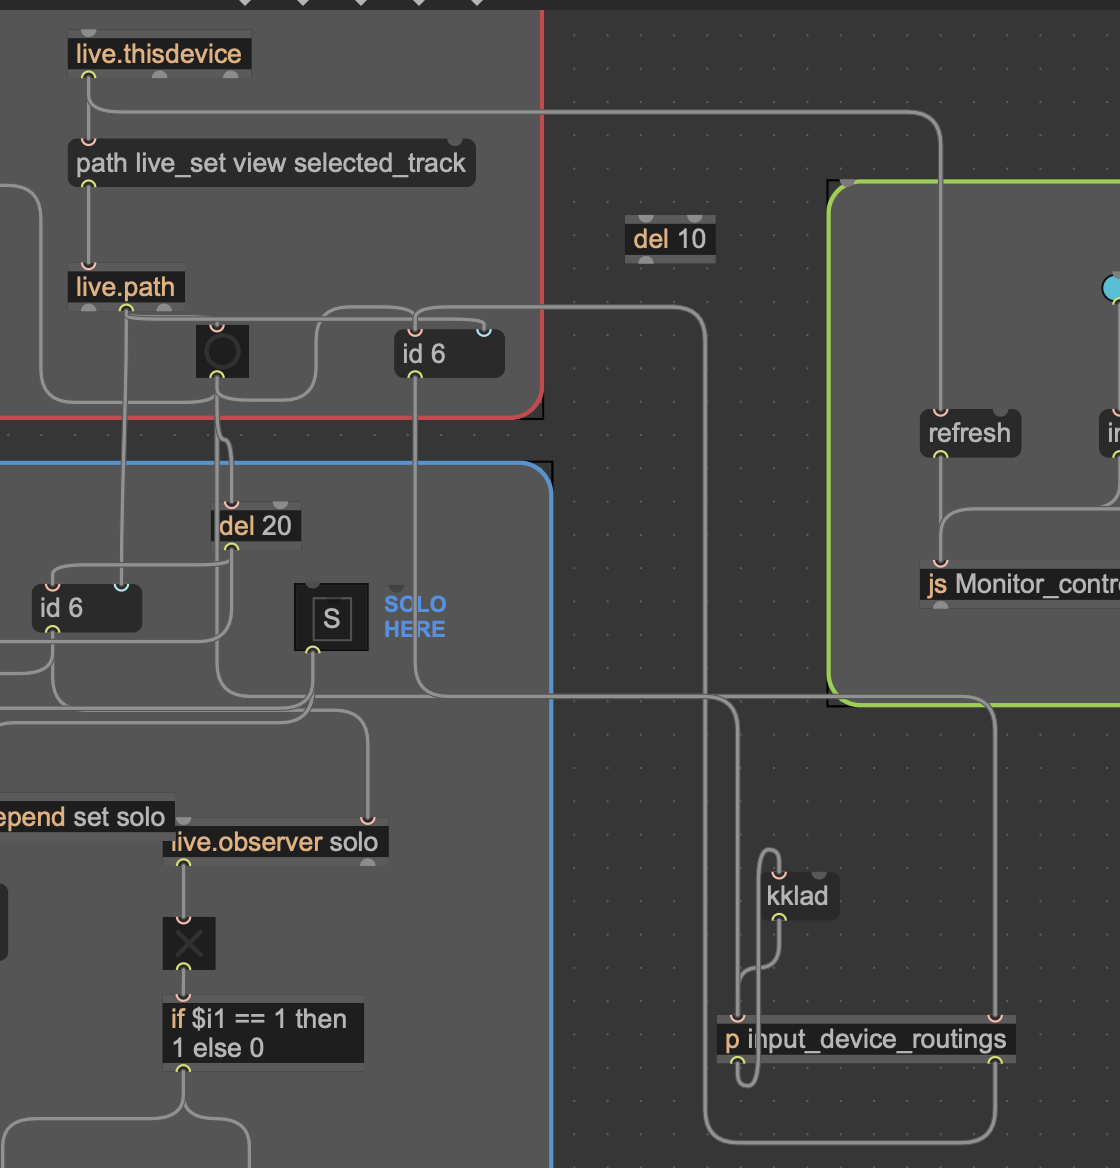 live.thisdevice
path live_set view selected_track
del 10
live.path
id 6
refresh
del 20
js Monitor_contr
id 6
S
SOLO
HERE
epend set solo
live.observer solo
kklad
if $i1 == 1 then
1 else 0
p input_device_routings